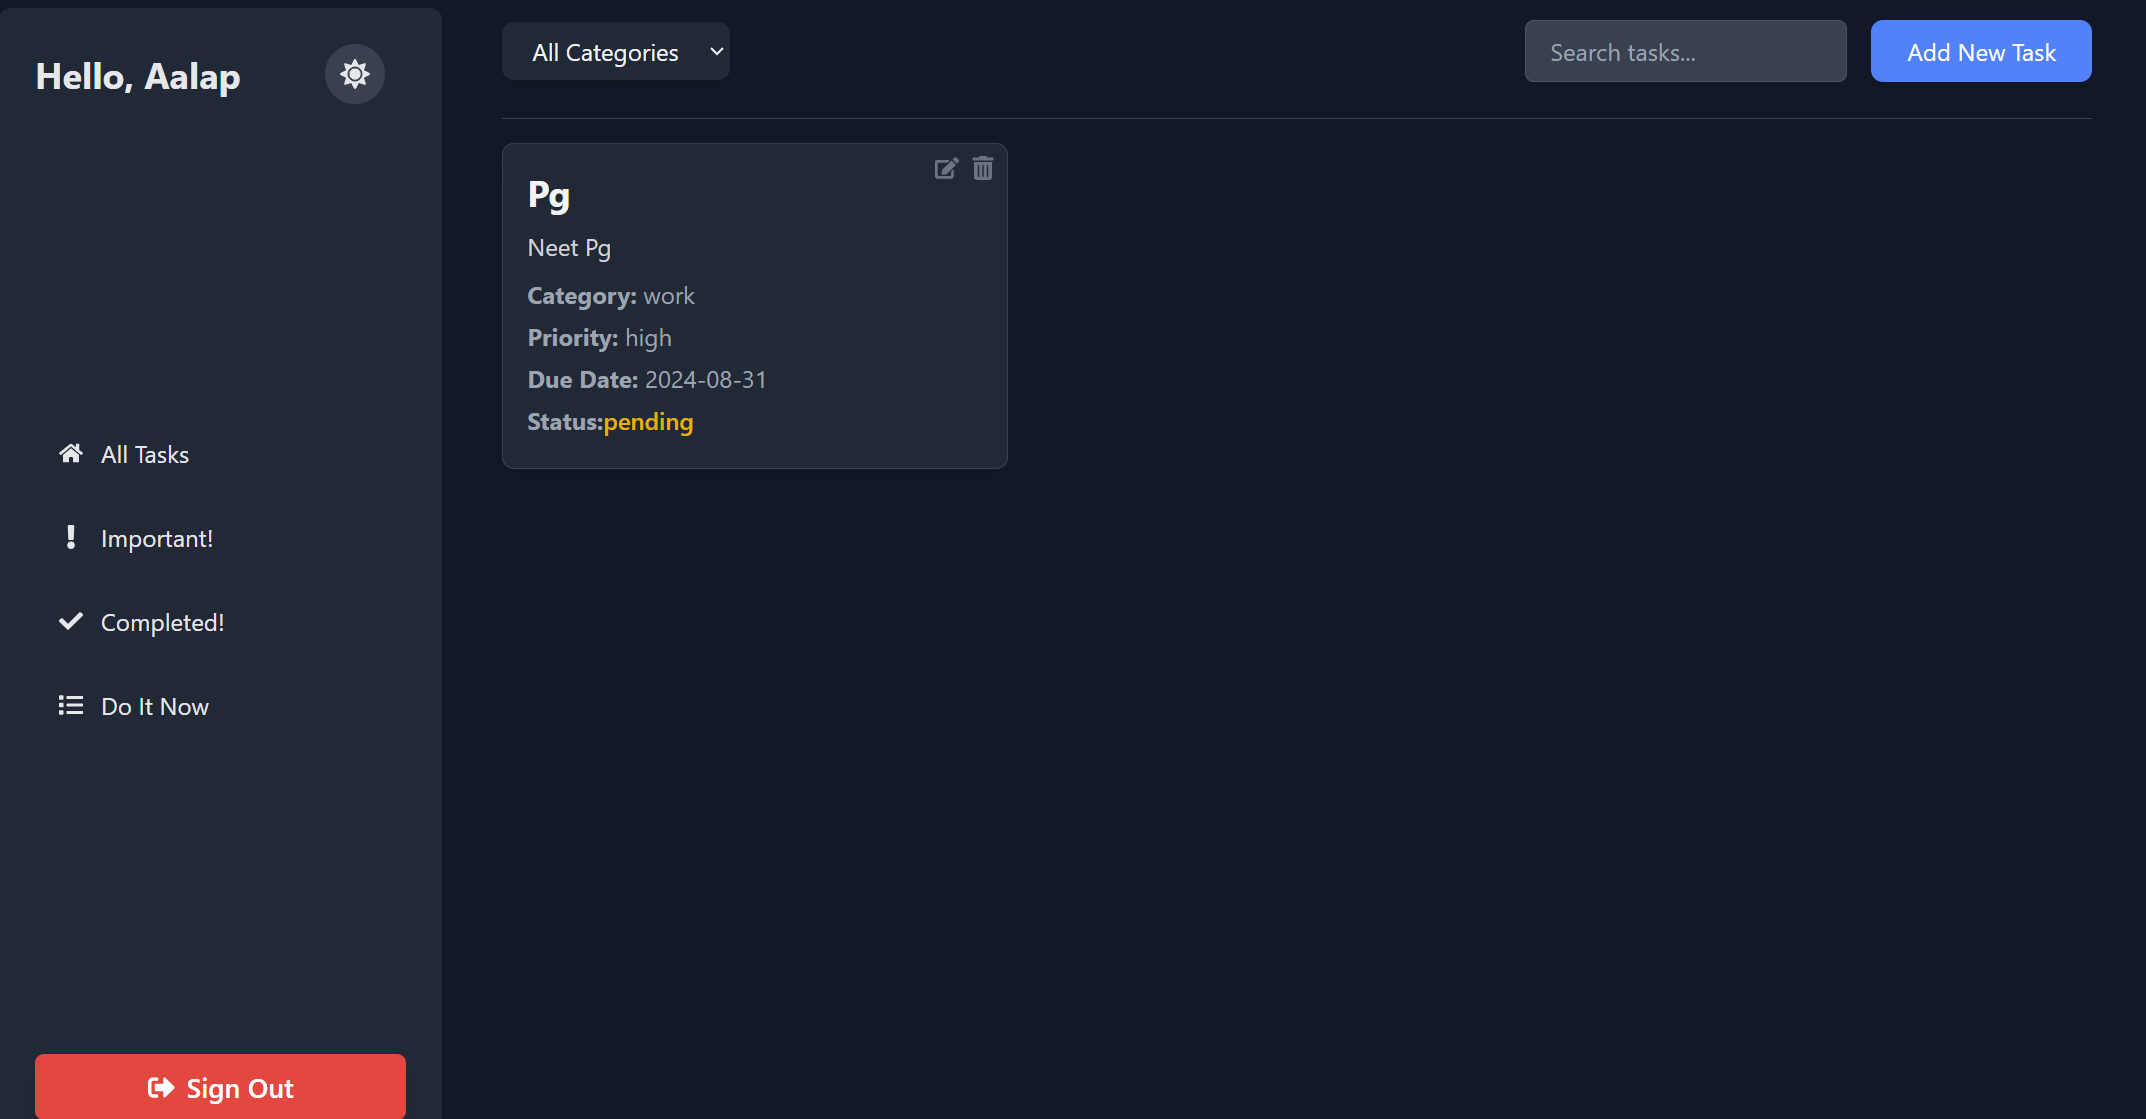 Hello, Aalap
All Tasks
Important!
Completed!
Do It Now
Sign Out
All Categories
Search tasks...
Add New Task
Pg
Neet Pg
Category: work
Priority: high
Due Date: 2024-08-31
Status:pending